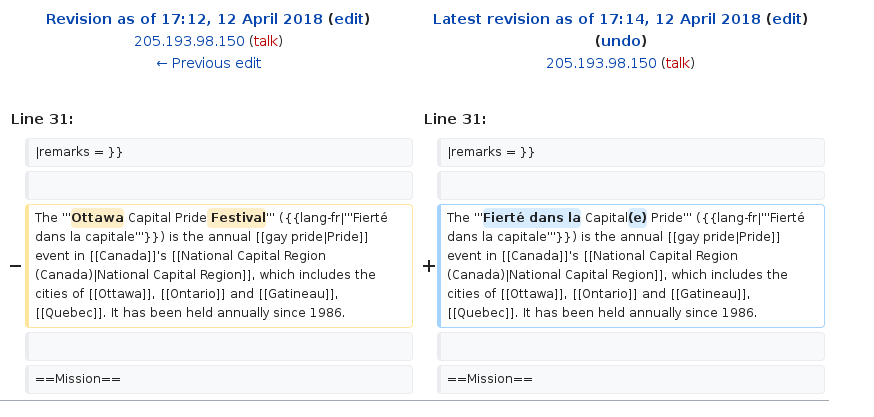 Revision as of 17:12, 12 April 2018 (edit)
205.193.98.150 (talk)
← Previous edit
Latest revision as of 17:14, 12 April 2018 (edit)
(undo)
205.193.98.150 (talk)
Line 31:
Line 31:
|remarks = }}
|remarks = }}
−
The '''Ottawa Capital Pride Festival''' ({{lang-fr|'''Fierté
dans la capitale'''}}) is the annual [[gay pride|Pride]]
event in [[Canada]]'s [[National Capital Region
(Canada)|National Capital Region]], which includes the
cities of [[Ottawa]], [[Ontario]] and [[Gatineau]],
[[Quebec]]. It has been held annually since 1986.
+
The '''Fierté dans la Capital(e) Pride''' ({{lang-fr|'''Fierté
dans la capitale'''}}) is the annual [[gay pride|Pride]]
event in [[Canada]]'s [[National Capital Region
(Canada)|National Capital Region]], which includes the
cities of [[Ottawa]], [[Ontario]] and [[Gatineau]],
[[Quebec]]. It has been held annually since 1986.
==Mission==
==Mission==